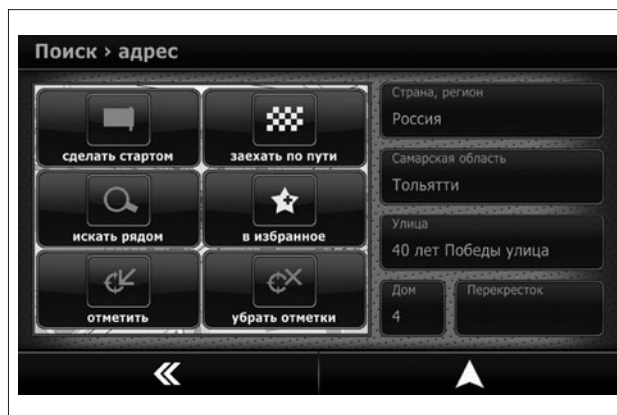 Поиск › адрес
сделать стартом
заехать по пути
искать рядом
в избранное
отметить
убрать отметки
Страна, регион
Россия
Самарская область
Тольятти
Улица
40 лет Победы улица
Дом
4
Перекресток